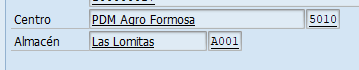 Centro PDM Agro Formosa 5010
Almacén Las Lomitas A001